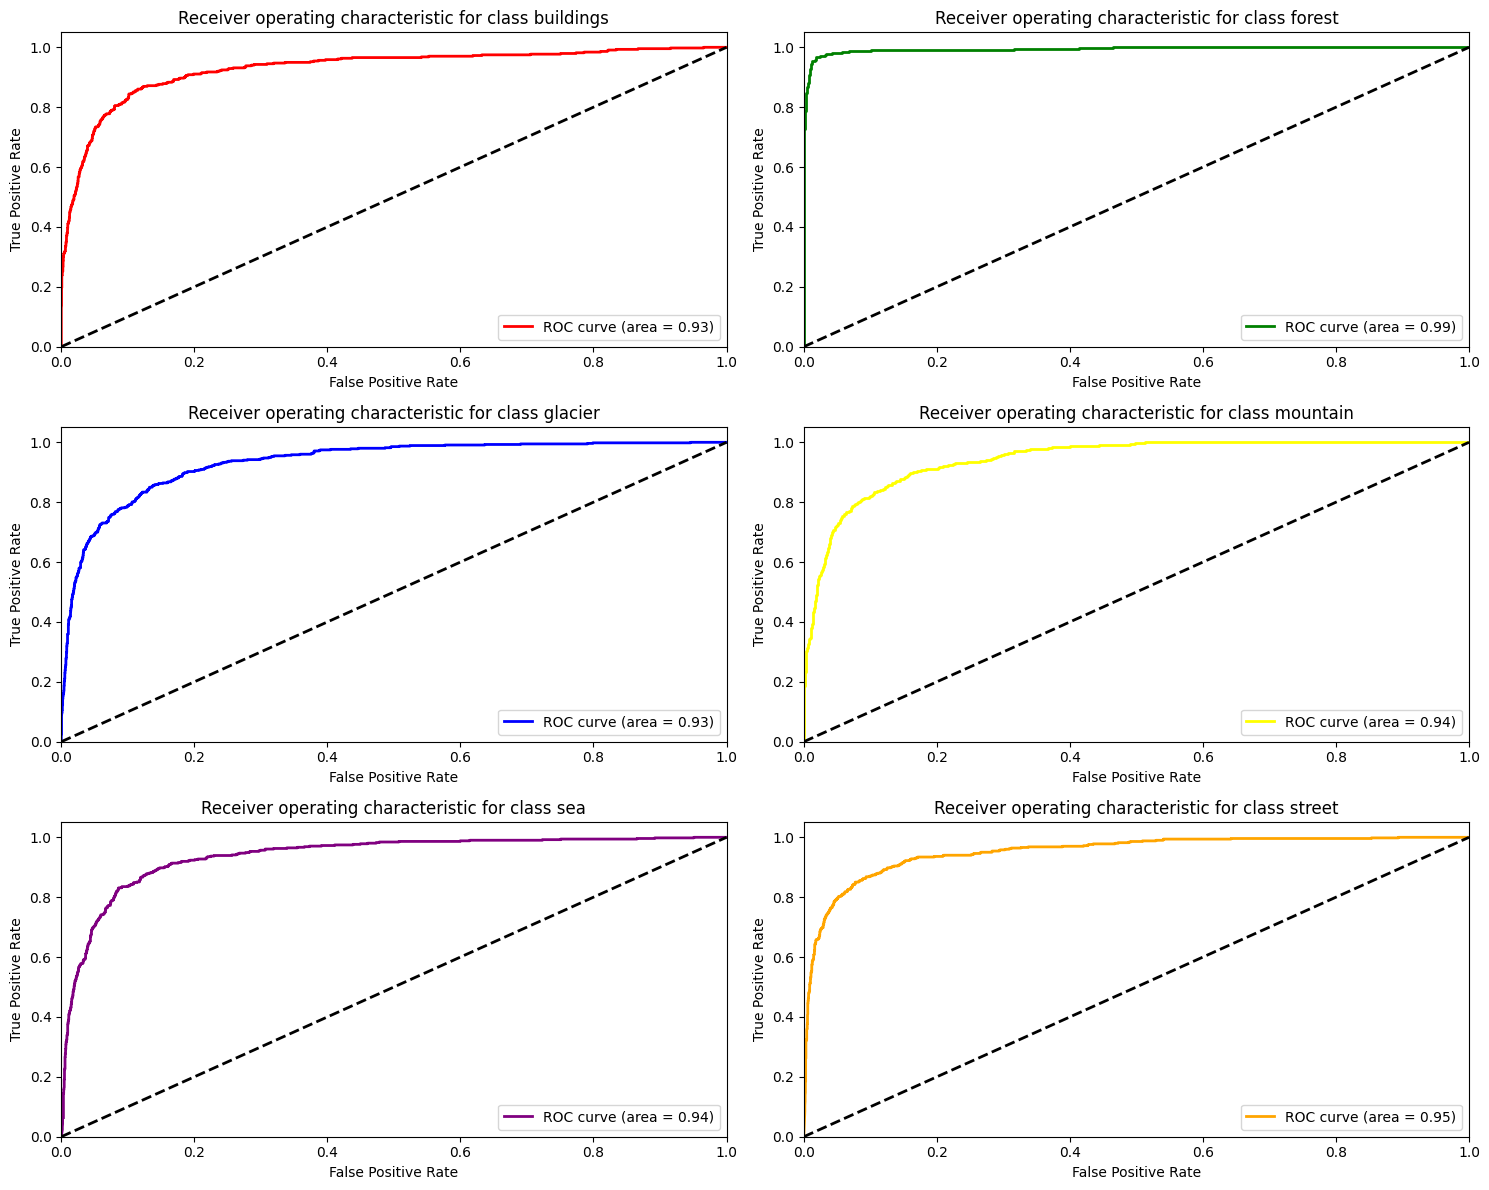 Receiver operating characteristic for class buildings
True Positive Rate
1.0
0.8
0.6
0.4
0.2
0.0
ROC curve (area = 0.93)
0.0 0.2 0.4 0.6 0.8 1.0
False Positive Rate
Receiver operating characteristic for class forest
True Positive Rate
1.0
0.8
0.6
0.4
0.2
0.0
ROC curve (area = 0.99)
0.0 0.2 0.4 0.6 0.8 1.0
False Positive Rate
Receiver operating characteristic for class glacier
True Positive Rate
1.0
0.8
0.6
0.4
0.2
0.0
ROC curve (area = 0.93)
0.0 0.2 0.4 0.6 0.8 1.0
False Positive Rate
Receiver operating characteristic for class mountain
True Positive Rate
1.0
0.8
0.6
0.4
0.2
0.0
ROC curve (area = 0.94)
0.0 0.2 0.4 0.6 0.8 1.0
False Positive Rate
Receiver operating characteristic for class sea
True Positive Rate
1.0
0.8
0.6
0.4
0.2
0.0
ROC curve (area = 0.94)
0.0 0.2 0.4 0.6 0.8 1.0
False Positive Rate
Receiver operating characteristic for class street
True Positive Rate
1.0
0.8
0.6
0.4
0.2
0.0
ROC curve (area = 0.95)
0.0 0.2 0.4 0.6 0.8 1.0
False Positive Rate